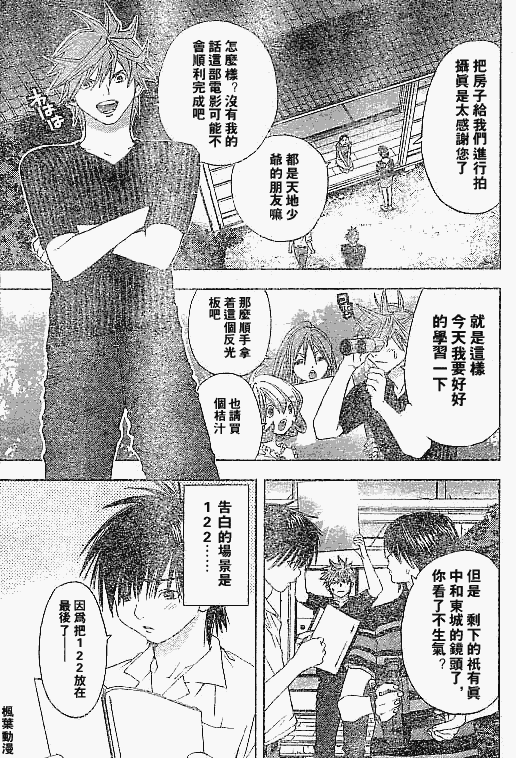 把房子給我們進行拍
攝真是太感謝您了
都是天地少
爺的朋友嘛
怎麼樣？沒有我的
話這部電影可能不
會順利完成吧
就是這樣
今天我要好好
的學習一下
那麼順手拿
若這個反光
板吧
也請買
個桔汁
但是 剩下的衹有真
中和東城的鏡頭了，
你看了不生氣？
告白的場景是
122……
因爲把122放在
最後了——
楓葉動漫